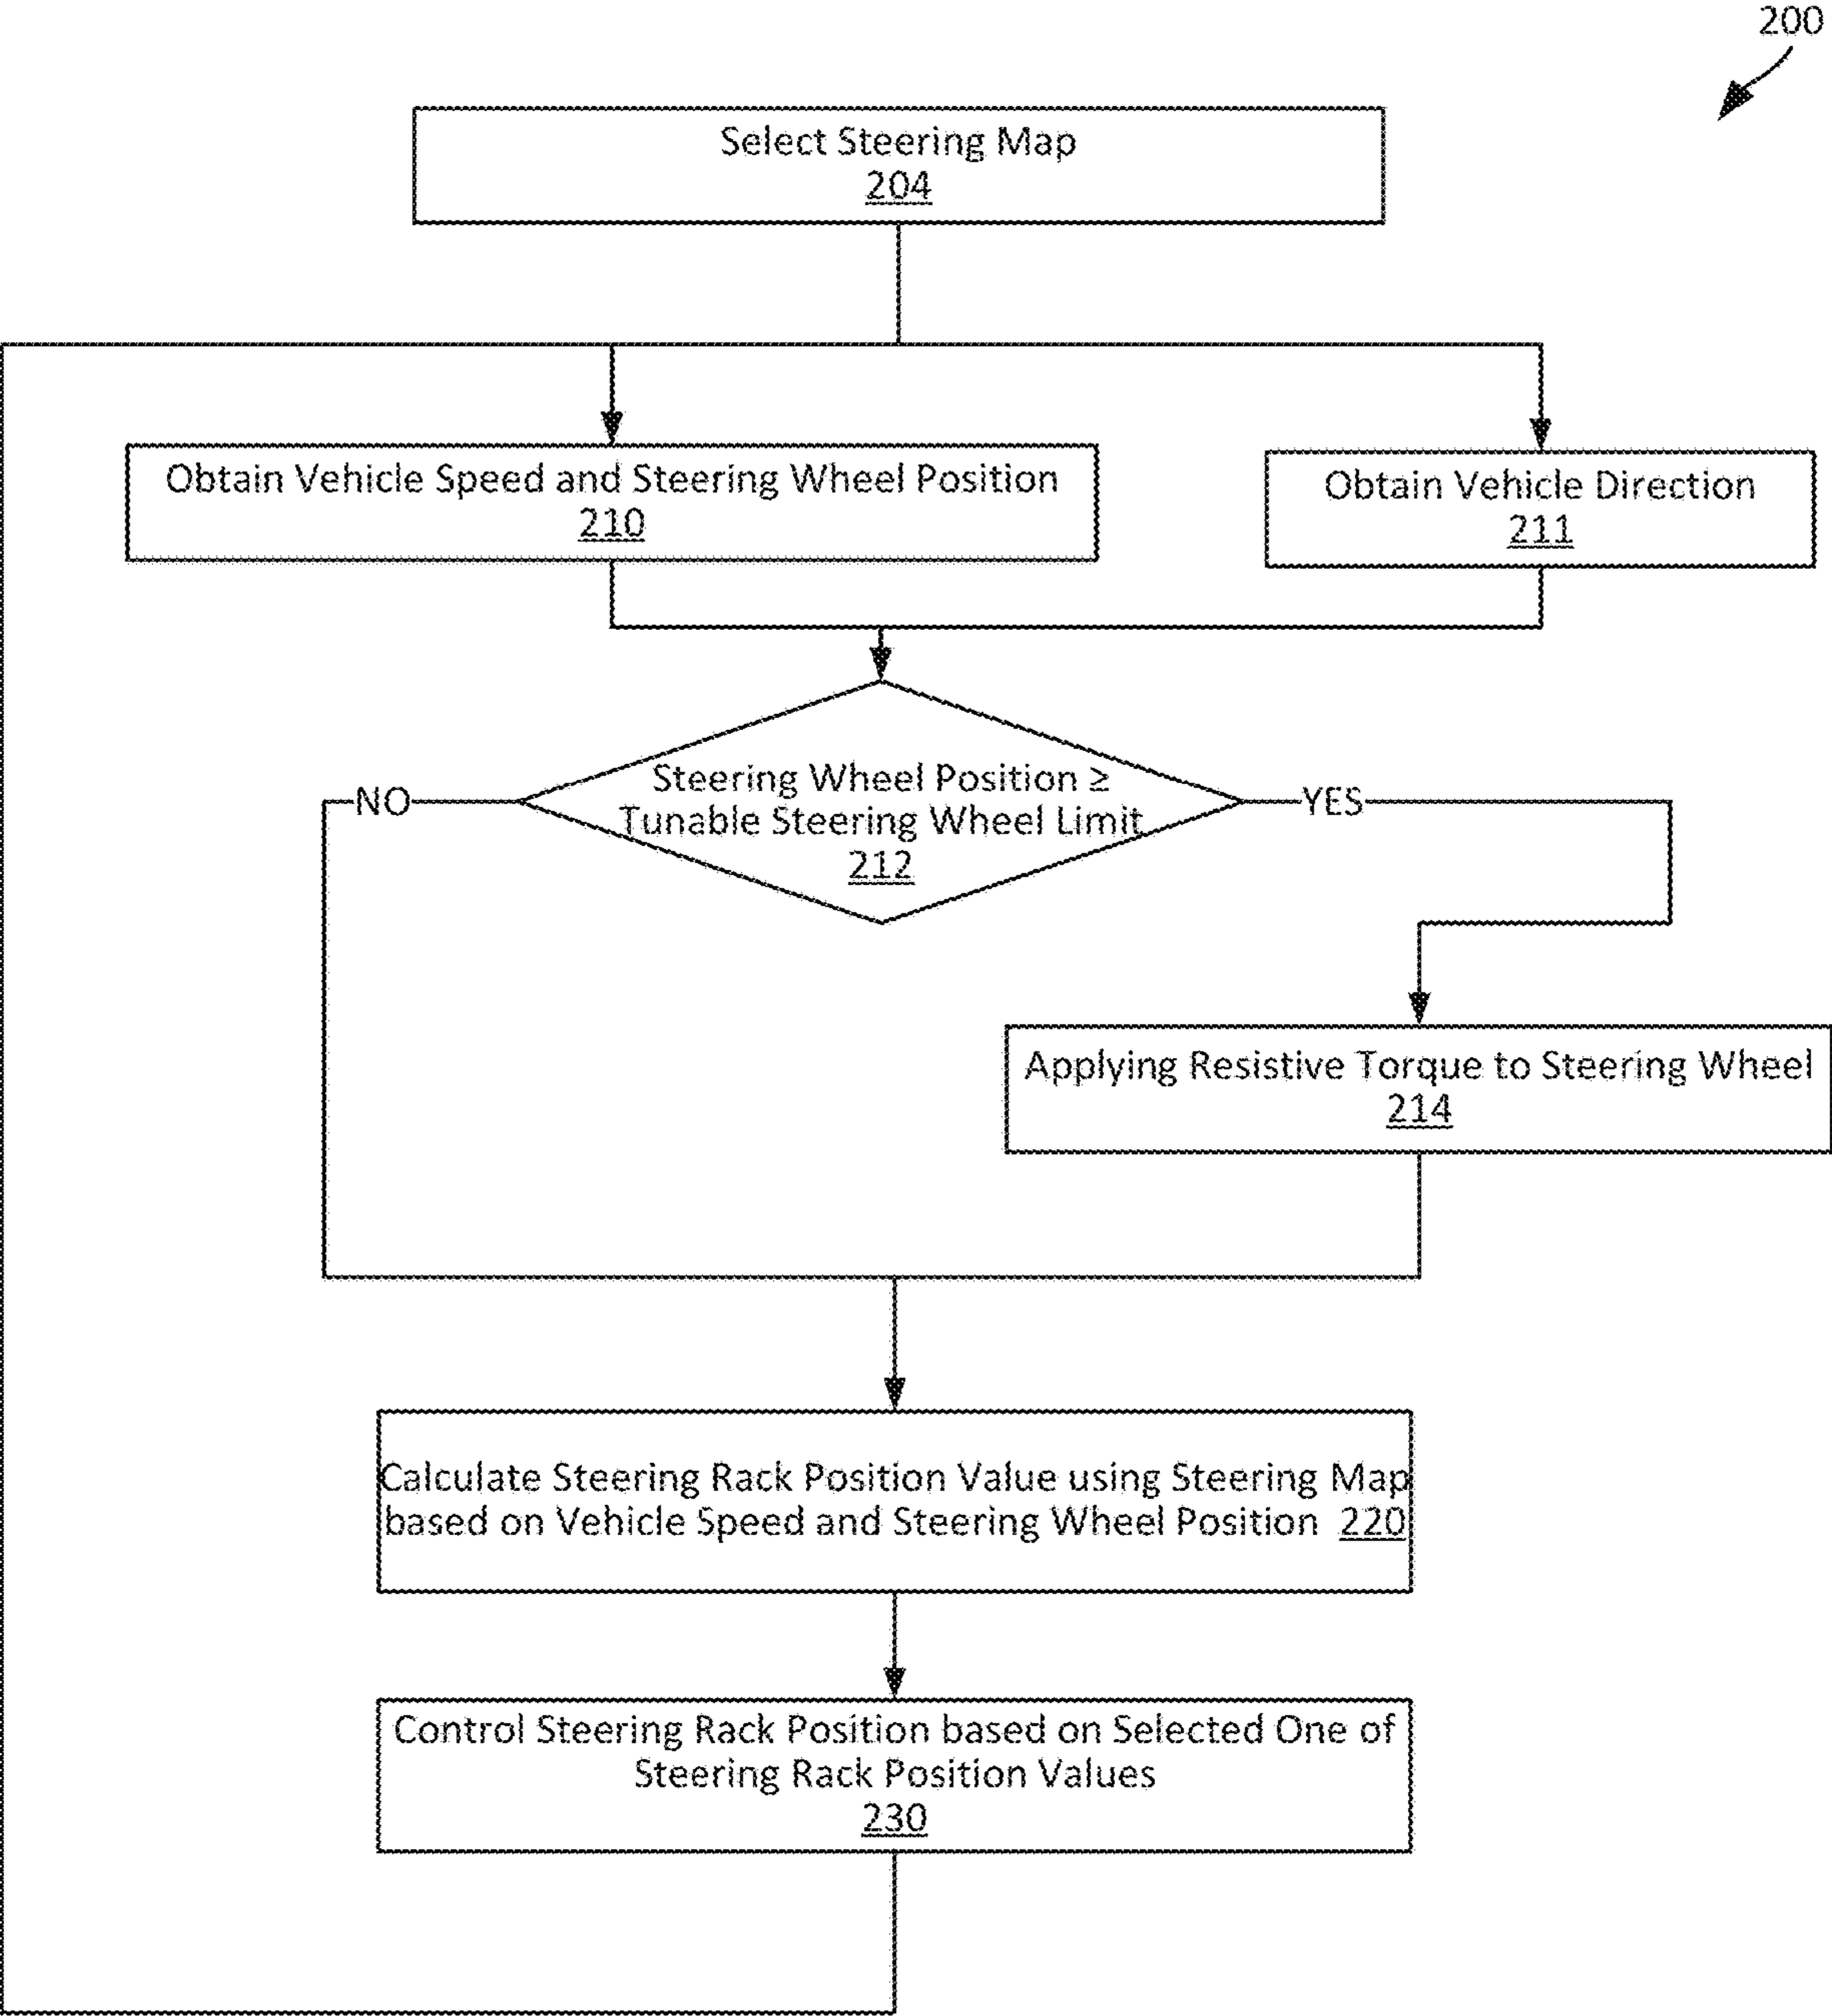 200
Select Steering Map
204
Obtain Vehicle Speed and Steering Wheel Position
210
Obtain Vehicle Direction
211
Steering Wheel Position ≥
Tunable Steering Wheel Limit
212
NO
YES
Applying Resistive Torque to Steering Wheel
214
Calculate Steering Rack Position Value using Steering Map
based on Vehicle Speed and Steering Wheel Position 220
Control Steering Rack Position based on Selected One of
Steering Rack Position Values
230